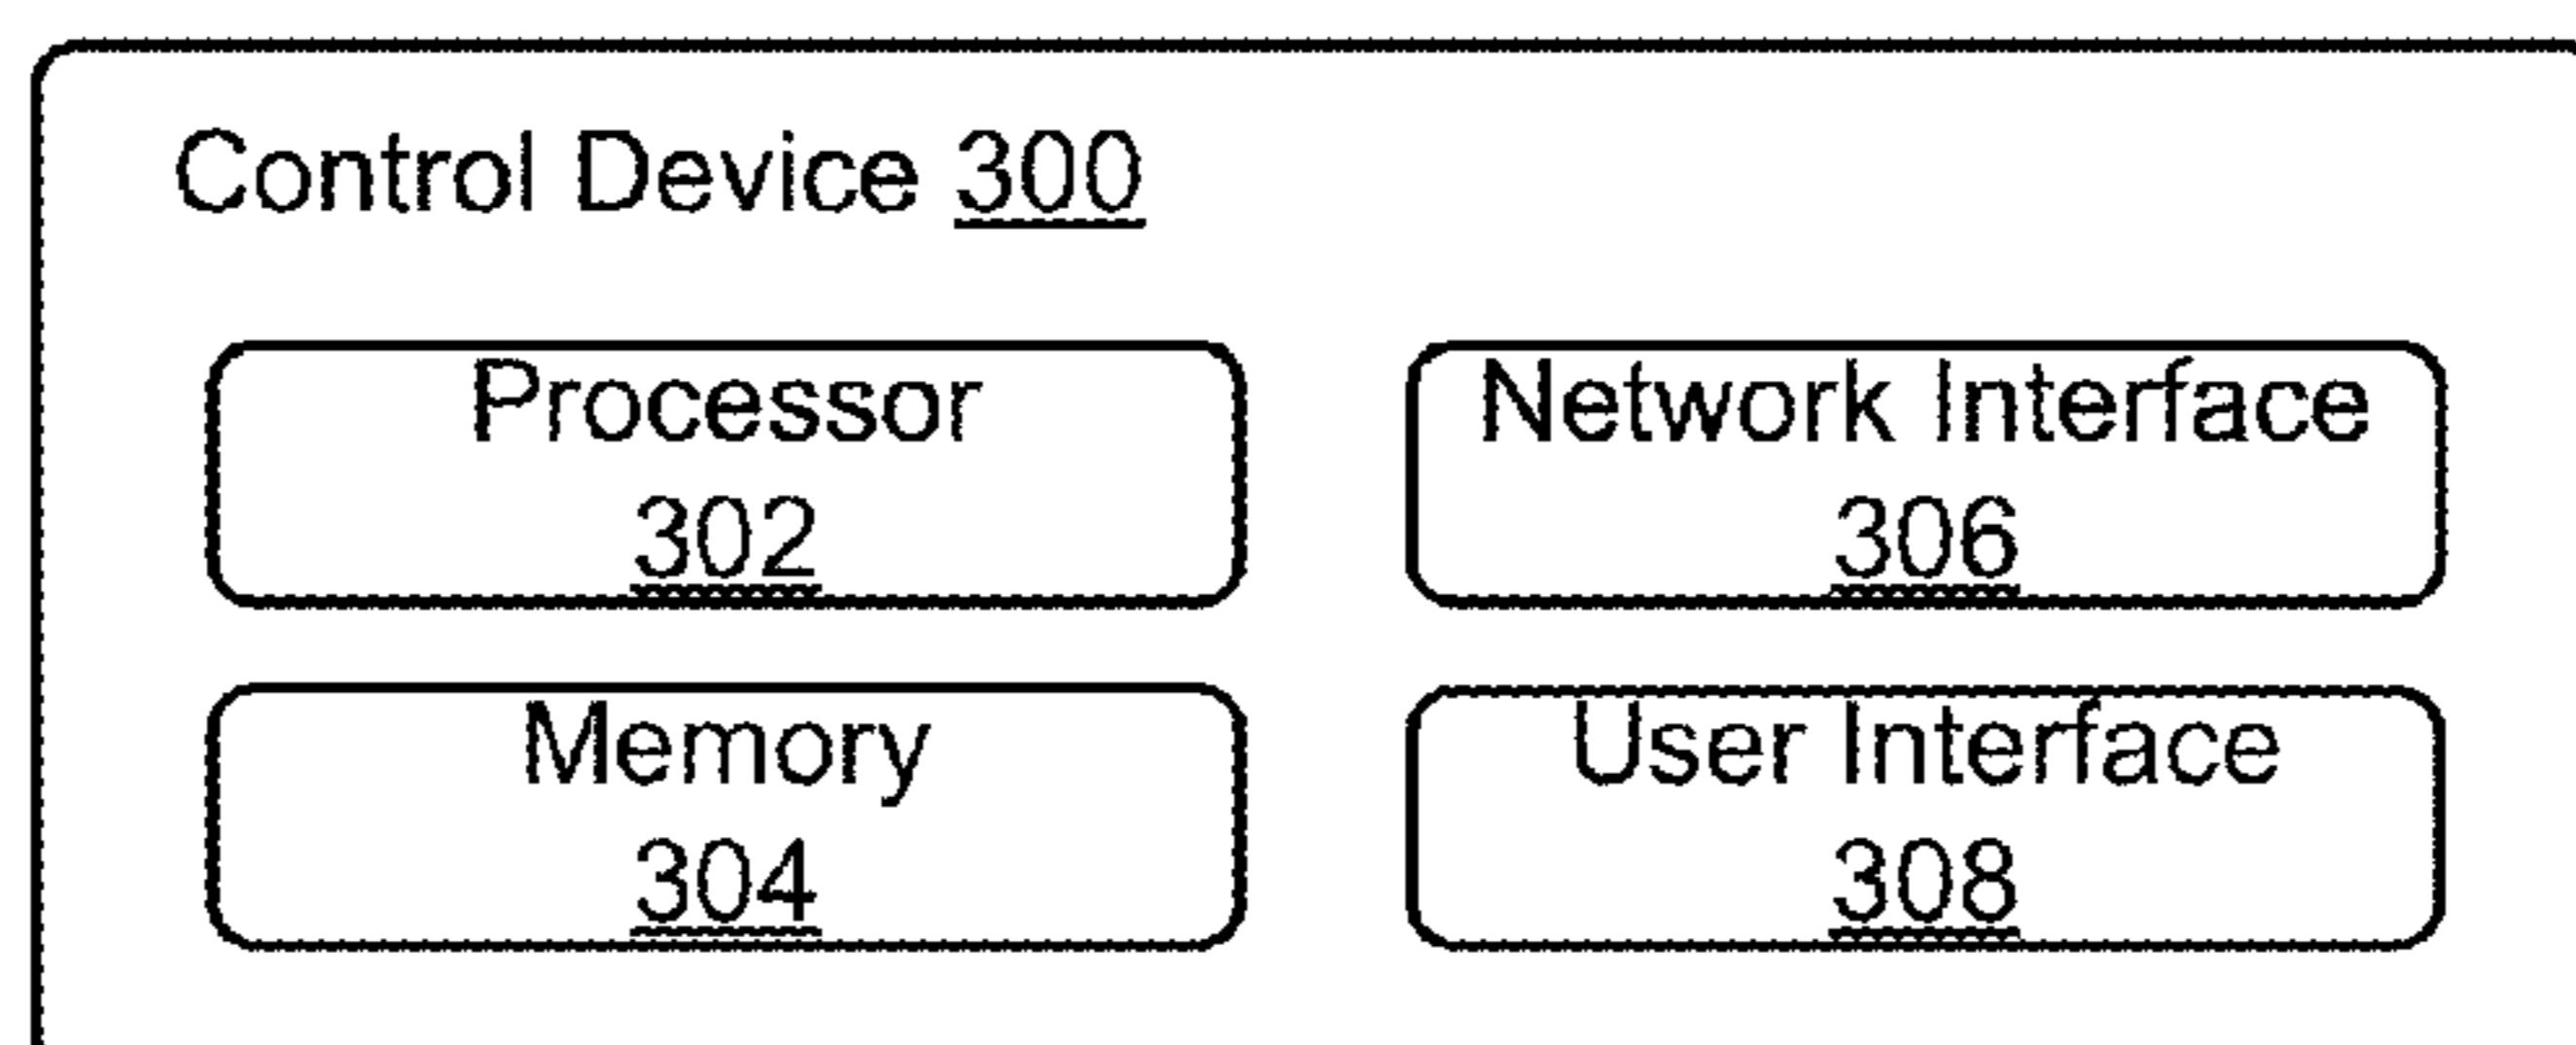 Control Device 300
Processor
302
Network Interface
306
Memory
304
User Interface
308